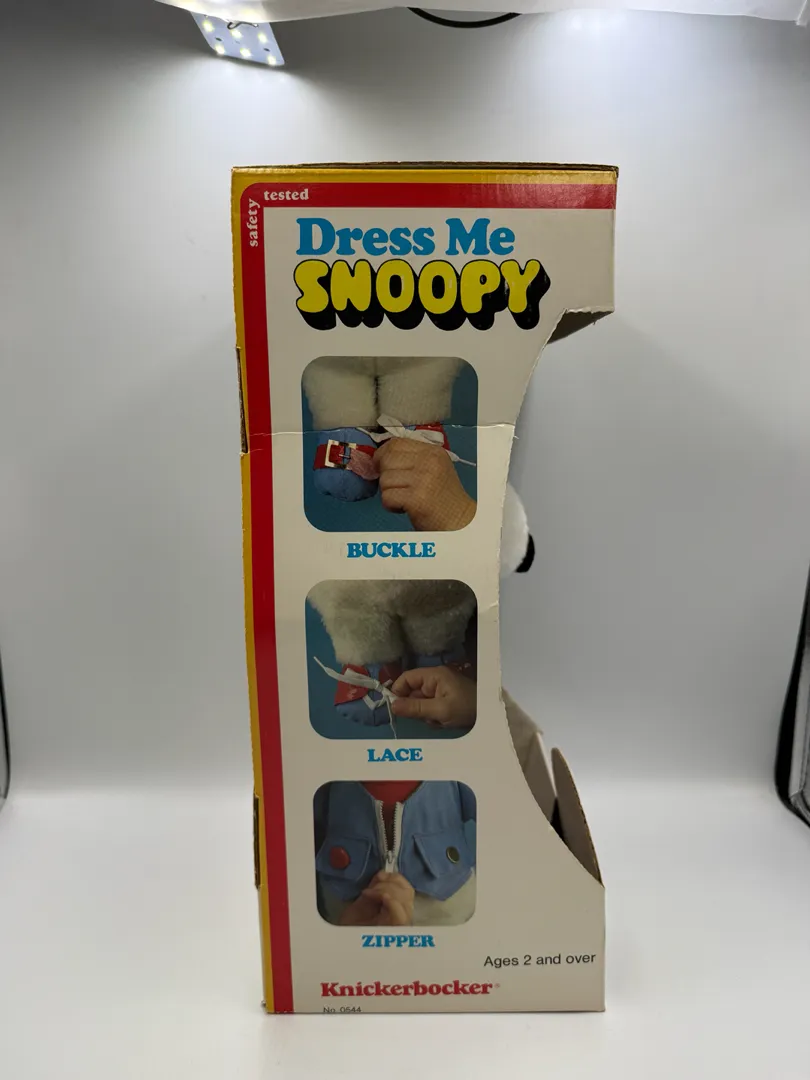 safety tested
Dress Me
SNOOPY
BUCKLE
LACE
ZIPPER
Ages 2 and over
Knickerbocker®
No. 0544